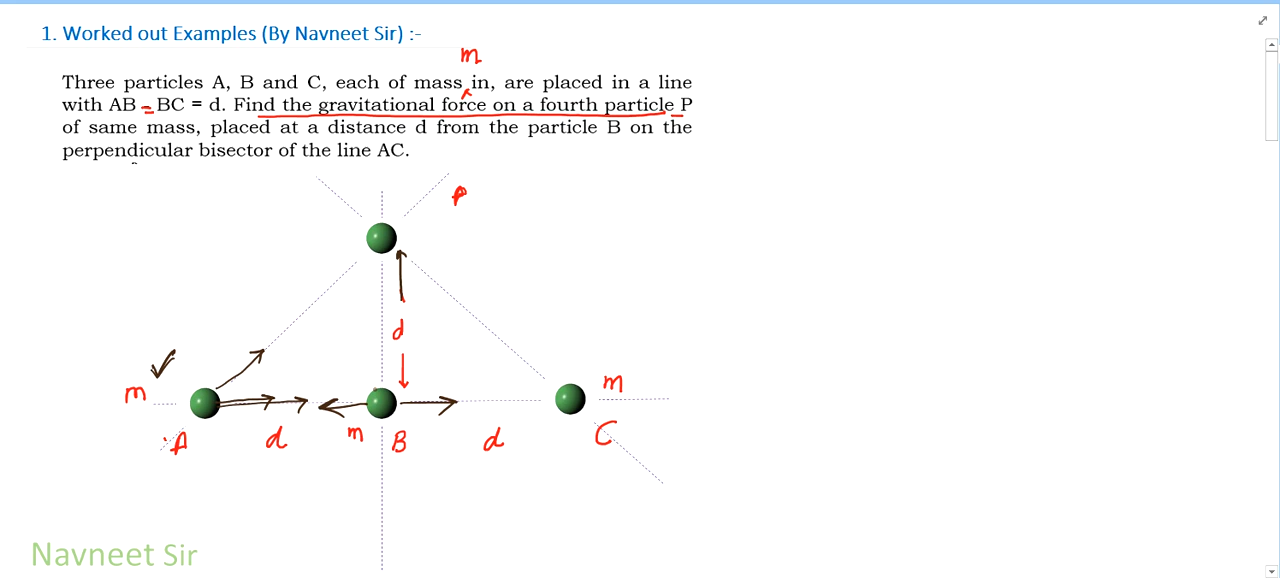 1. Worked out Examples (By Navneet Sir) :-
m
Three particles A, B and C, each of mass in, are placed in a line
with AB = BC = d. Find the gravitational force on a fourth particle P
of same mass, placed at a distance d from the particle B on the
perpendicular bisector of the line AC.
P
d
m
m
A
d
m
B
d
C
Navneet Sir